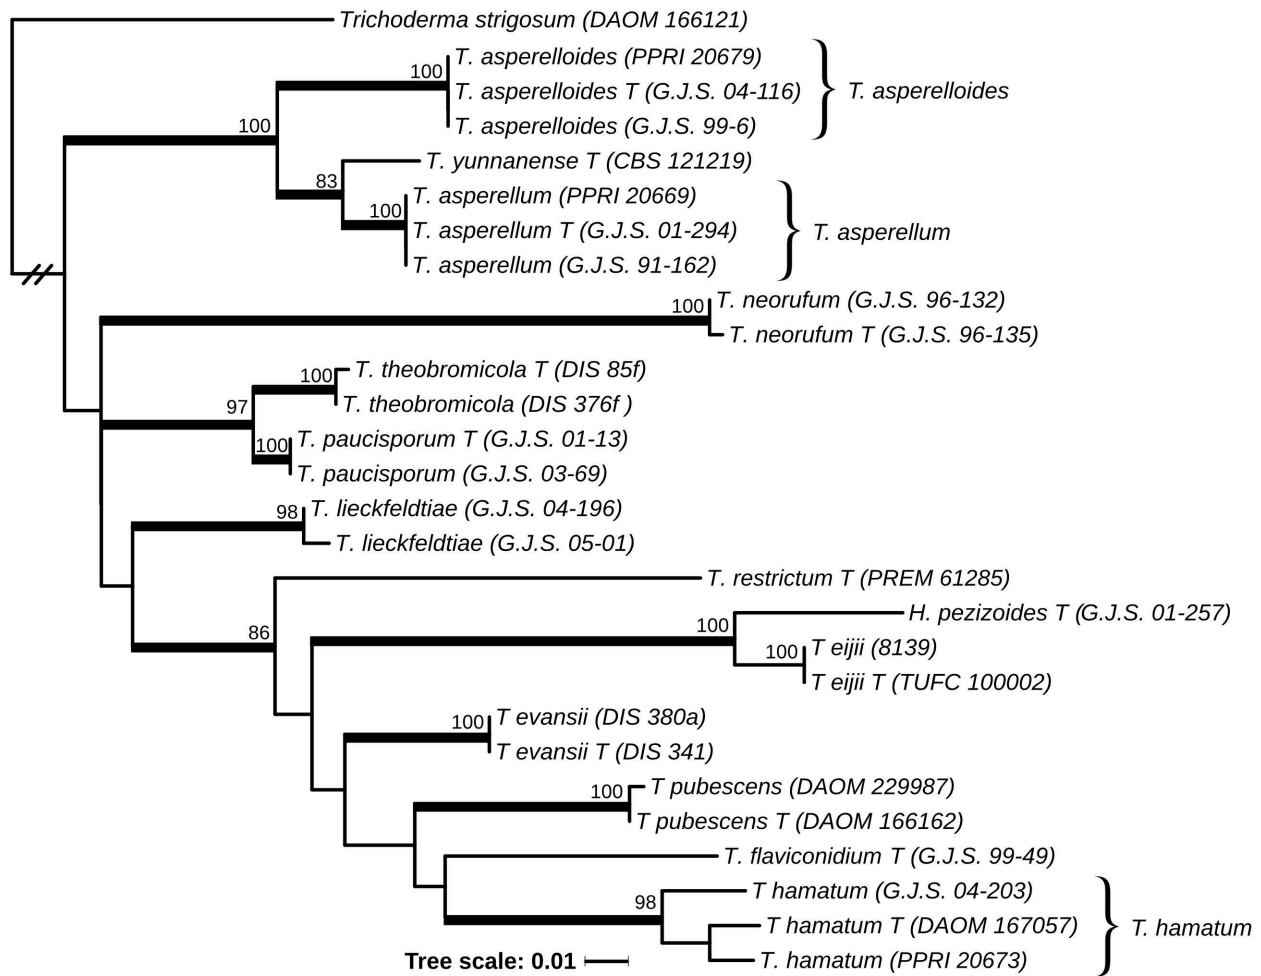 Trichoderma strigosum (DAOM 166121)
T. asperelloides (PPRI 20679)
100
T. asperelloides T (G.J.S. 04-116)
T. asperelloides
T. asperelloides (G.J.S. 99-6)
100
T. yunnanense T (CBS 121219)
83
T. asperellum (PPRI 20669)
100
T. asperellum T (G.J.S. 01-294)
T. asperellum
T. asperellum (G.J.S. 91-162)
T. neorufum (G.J.S. 96-132)
100
T. neorufum T (G.J.S. 96-135)
T. theobromicola T (DIS 85f)
100
T. theobromicola (DIS 376f )
97
T. paucisporum T (G.J.S. 01-13)
100
T. paucisporum (G.J.S. 03-69)
T. lieckfeldtiae (G.J.S. 04-196)
98
T. lieckfeldtiae (G.J.S. 05-01)
T. restrictum T (PREM 61285)
H. pezizoides T (G.J.S. 01-257)
100
86
T eijii (8139)
100
T eijii T (TUFC 100002)
T evansii (DIS 380a)
100
T evansii T (DIS 341)
T pubescens (DAOM 229987)
100
T pubescens T (DAOM 166162)
T. flaviconidium T (G.J.S. 99-49)
T hamatum (G.J.S. 04-203)
98
T hamatum T (DAOM 167057)
T. hamatum
T. hamatum (PPRI 20673)
Tree scale: 0.01